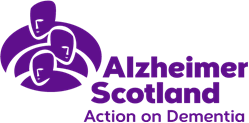 Alzheimer
Scotland
Action on Dementia